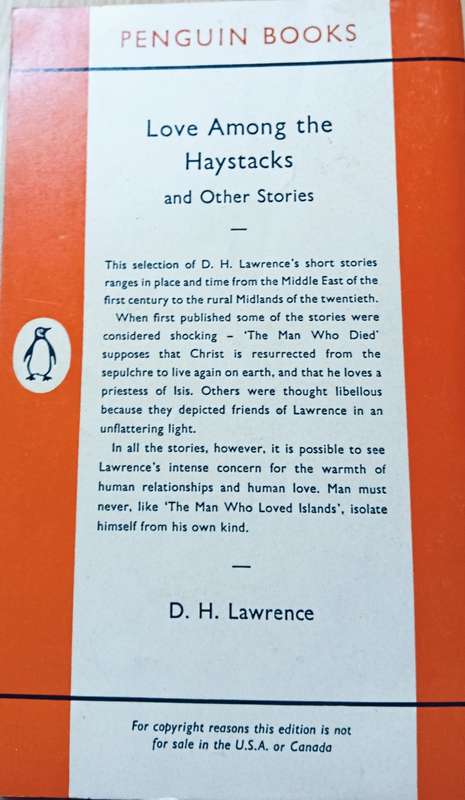 PENGUIN BOOKS
Love Among the
Haystacks
and Other Stories
—
This selection of D. H. Lawrence's short stories
ranges in place and time from the Middle East of the
first century to the rural Midlands of the twentieth.
When first published some of the stories were
considered shocking – 'The Man Who Died'
supposes that Christ is resurrected from the
sepulchre to live again on earth, and that he loves a
priestess of Isis. Others were thought libellous
because they depicted friends of Lawrence in an
unflattering light.
In all the stories, however, it is possible to see
Lawrence's intense concern for the warmth of
human relationships and human love. Man must
never, like 'The Man Who Loved Islands', isolate
himself from his own kind.
—
D. H. Lawrence
For copyright reasons this edition is not
for sale in the U.S.A. or Canada